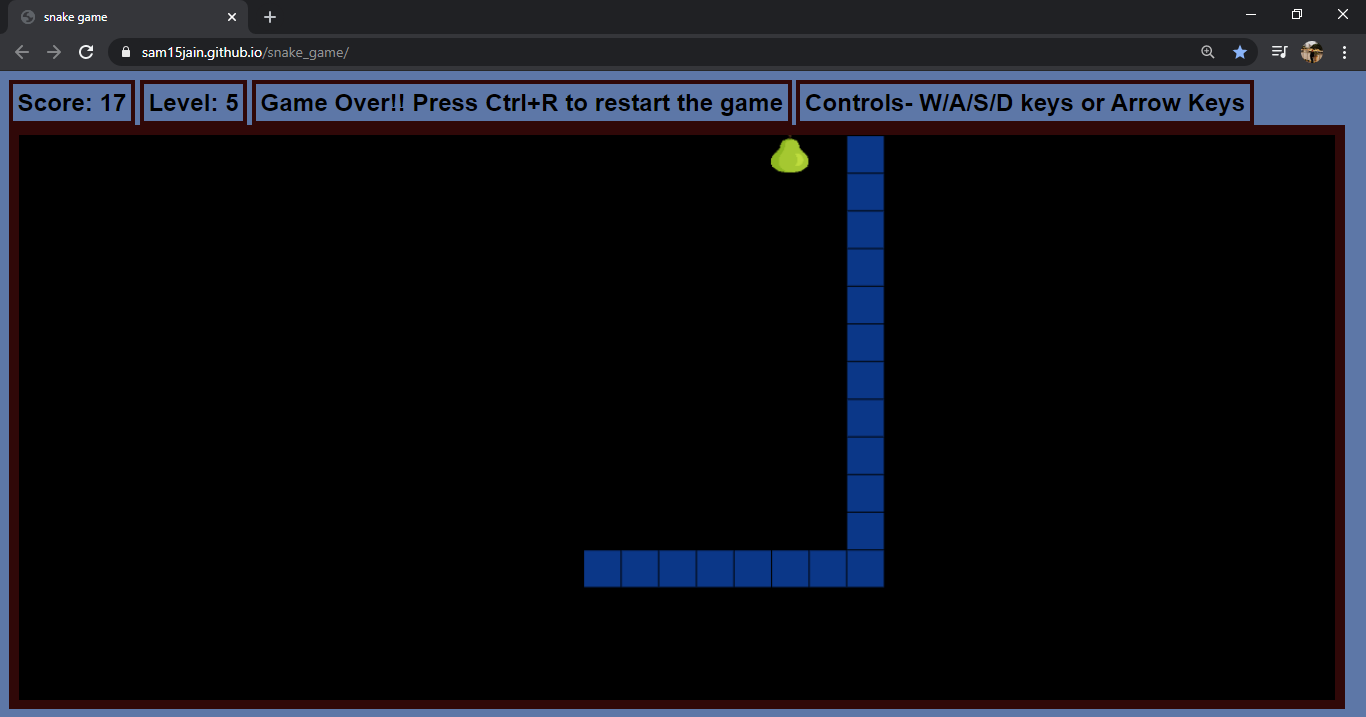 snake game
sam15jain.github.io/snake_game/
Score: 17 Level: 5 Game Over!! Press Ctrl+R to restart the game Controls- W/A/S/D keys or Arrow Keys